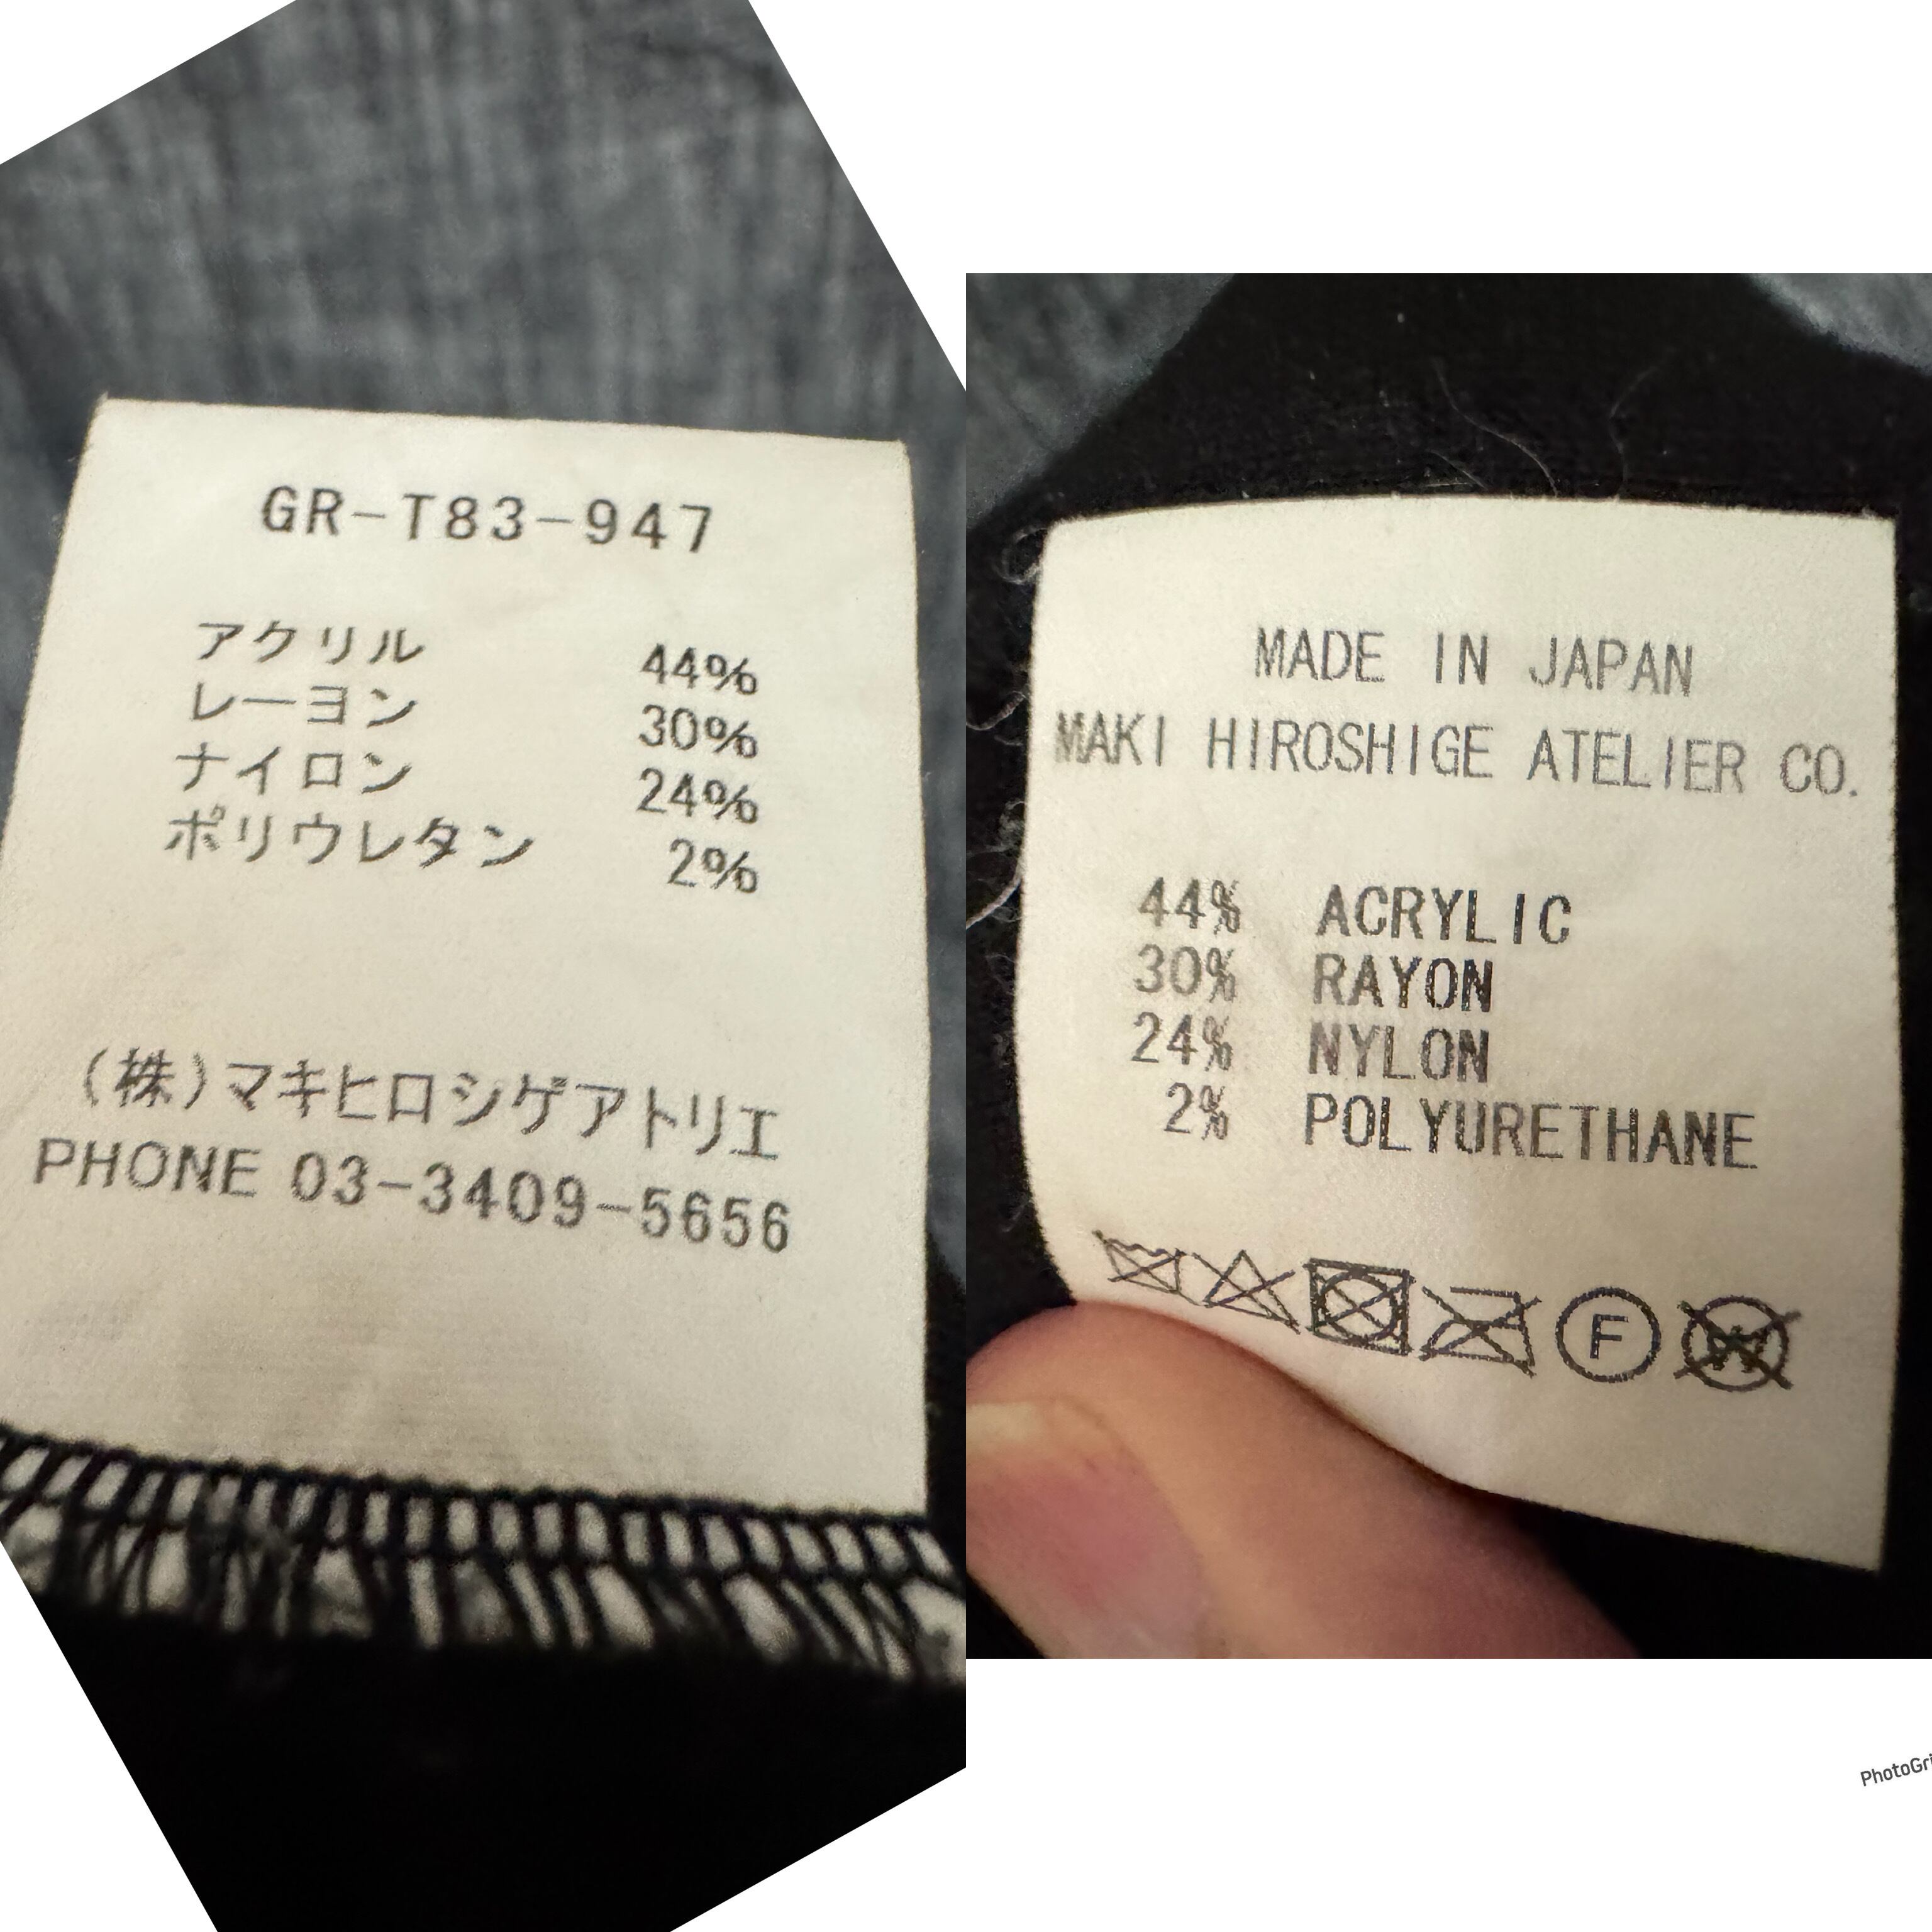 GR-T83-947
アクリル 44%
レーヨン 30%
ナイロン 24%
ポリウレタン 2%
(株)マキヒロシゲアトリエ
PHONE 03-3409-5656
MADE IN JAPAN
MAKI HIROSHIGE ATELIER CO.
44% ACRYLIC
30% RAYON
24% NYLON
2% POLYURETHANE
F
W
PhotoGri